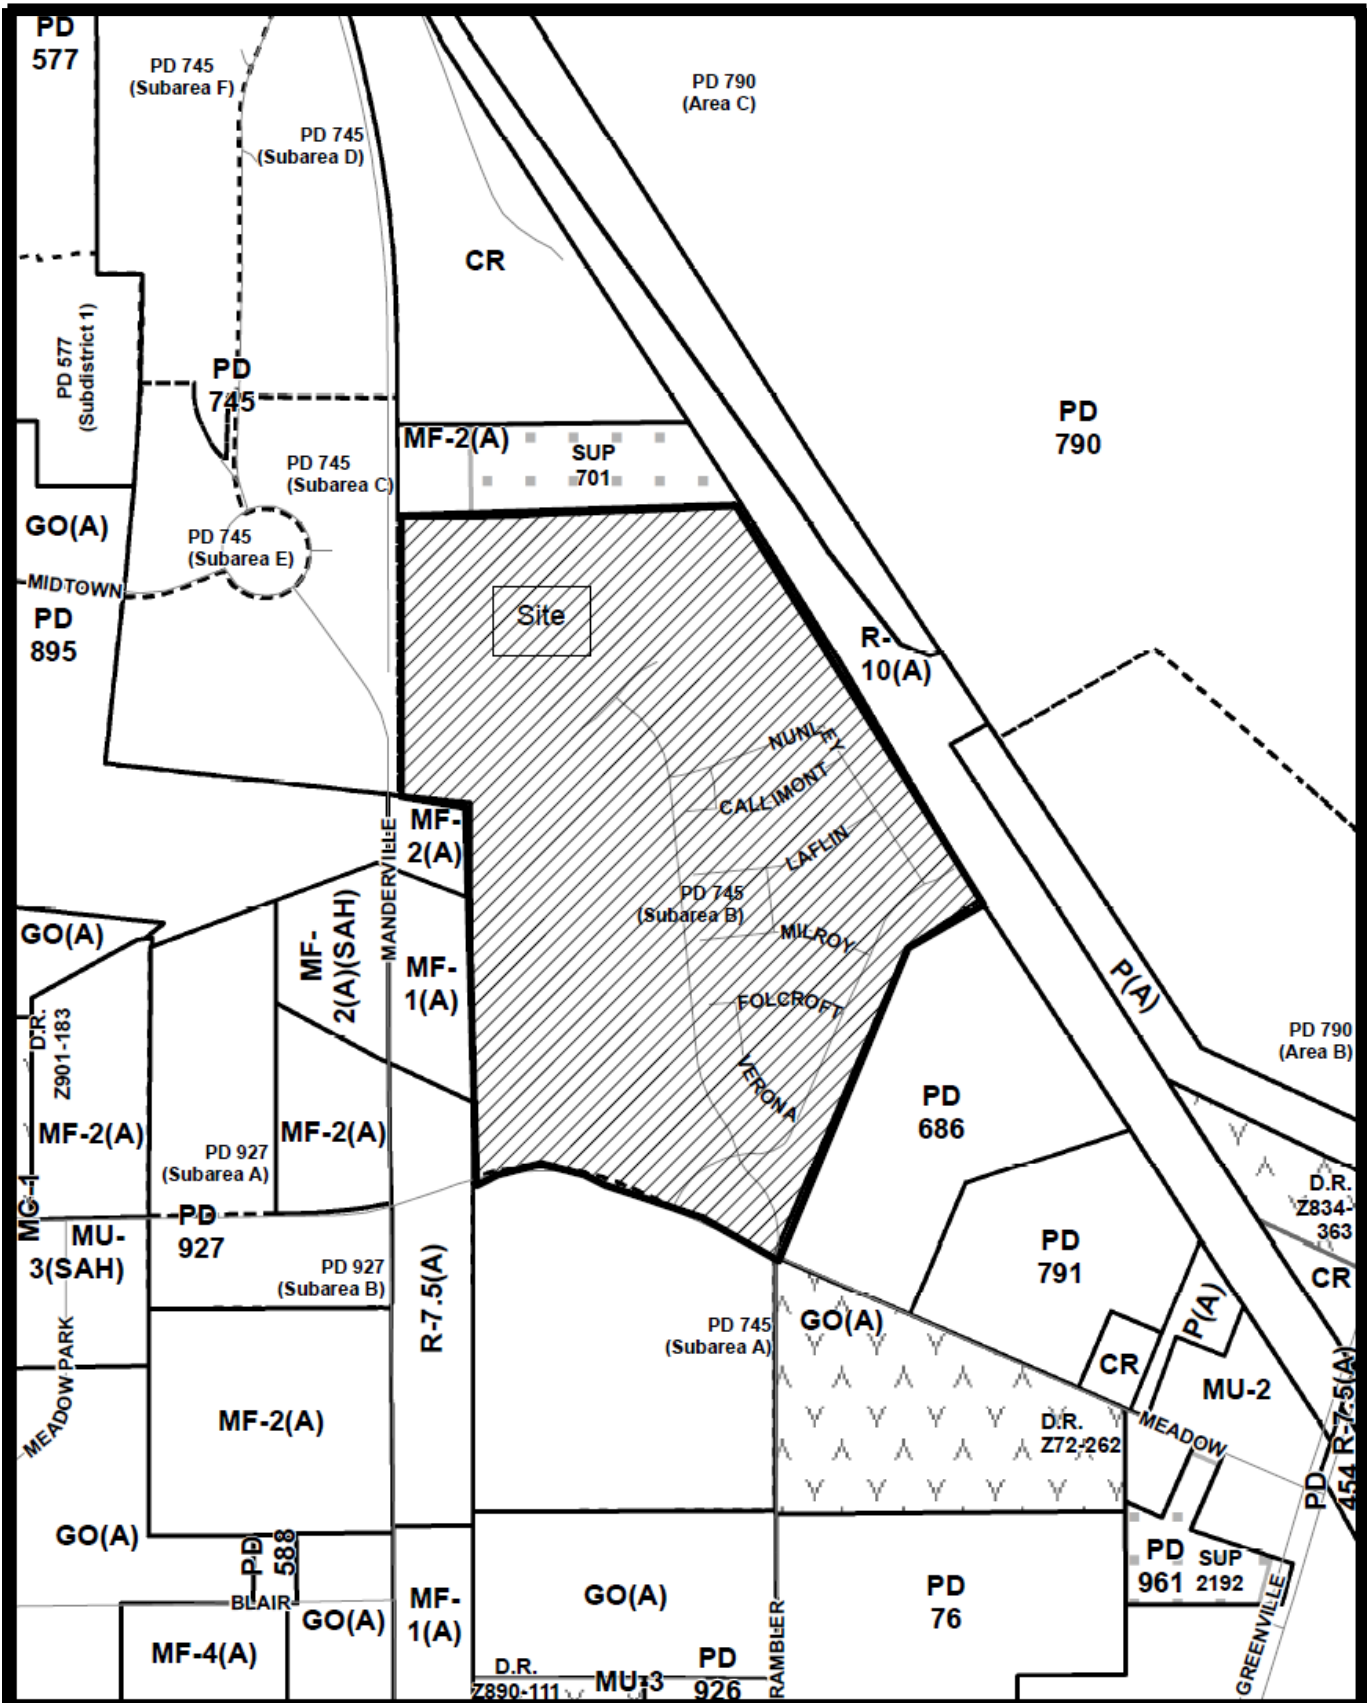 PD
577
PD 745
(Subarea F)
PD 790
(Area C)
PD 745
(Subarea D)
CR
PD 577
(Subdistrict 1)
PD
745
PD
790
MF-2(A)
SUP
701
PD 745
(Subarea C)
GO(A)
PD 745
(Subarea E)
MIDTOWN
PD
895
Site
R-
10(A)
NUNLEY
CALLIMONT
LAFLIN
MF-
2(A)
MANDERVILLE
PD 745
(Subarea B)
MILROY
GO(A)
MF-
2(A)(SAH)
MF-
1(A)
P(A)
FOLCROFT
D.R.
Z901-183
PD 790
(Area B)
VERONA
PD
686
MF-2(A)
MF-2(A)
PD 927
(Subarea A)
D.R.
Z834-
363
MC-1
PD
927
MU-
3(SAH)
PD
791
PD 927
(Subarea B)
CR
R-7.5(A)
P(A)
GO(A)
PD 745
(Subarea A)
CR
MU-2
MEADOW PARK
MF-2(A)
D.R.
Z72-262
MEADOW
R-7.5(A)
PD
454
GO(A)
PD
588
PD
961
SUP
2192
BLAIR
GO(A)
MF-
1(A)
GO(A)
PD
76
MF-4(A)
RAMBLER
GREENVILLE
D.R.
Z890-111
MU-3
PD
926